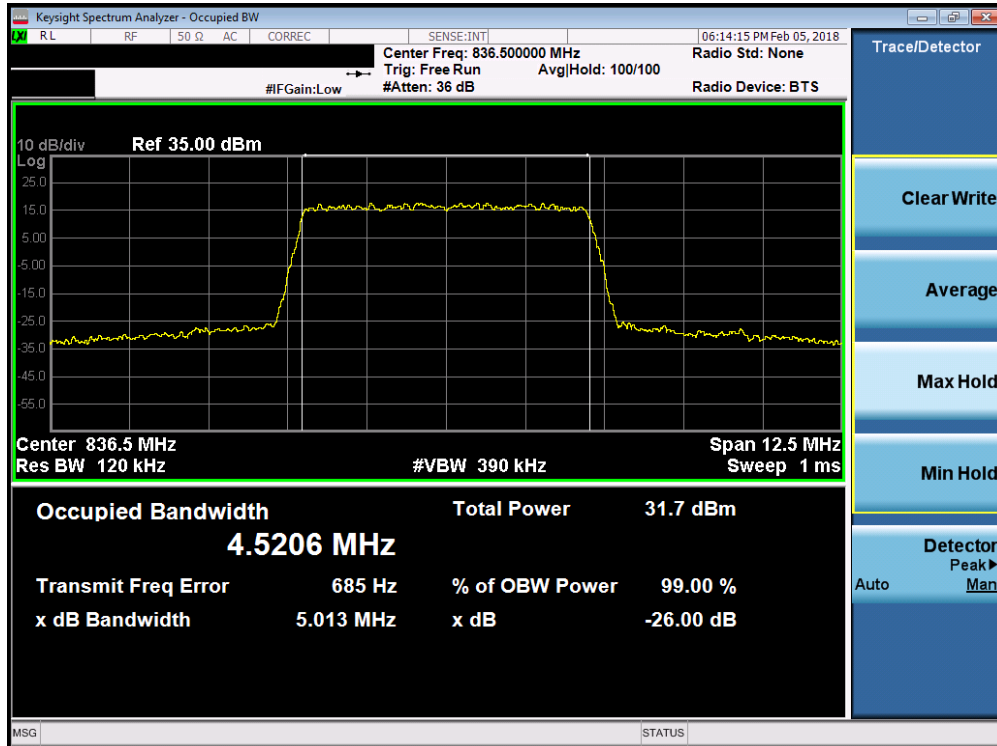 Keysight Spectrum Analyzer - Occupied BW
LXI RL RF 50 Ω AC CORREC SENSE:INT 06:14:15 PM Feb 05, 2018
Center Freq: 836.500000 MHz Radio Std: None
Trig: Free Run Avg|Hold: 100/100
#IFGain:Low #Atten: 36 dB Radio Device: BTS
Trace/Detector
10 dB/div Ref 35.00 dBm
Log
25.0
15.0
5.00
-5.00
-15.0
-25.0
-35.0
-45.0
-55.0
Center 836.5 MHz Span 12.5 MHz
Res BW 120 kHz #VBW 390 kHz Sweep 1 ms
Occupied Bandwidth Total Power 31.7 dBm
4.5206 MHz
Transmit Freq Error 685 Hz % of OBW Power 99.00 %
x dB Bandwidth 5.013 MHz x dB -26.00 dB
Clear Write
Average
Max Hold
Min Hold
Detector
Peak▶
Auto Man
MSG STATUS